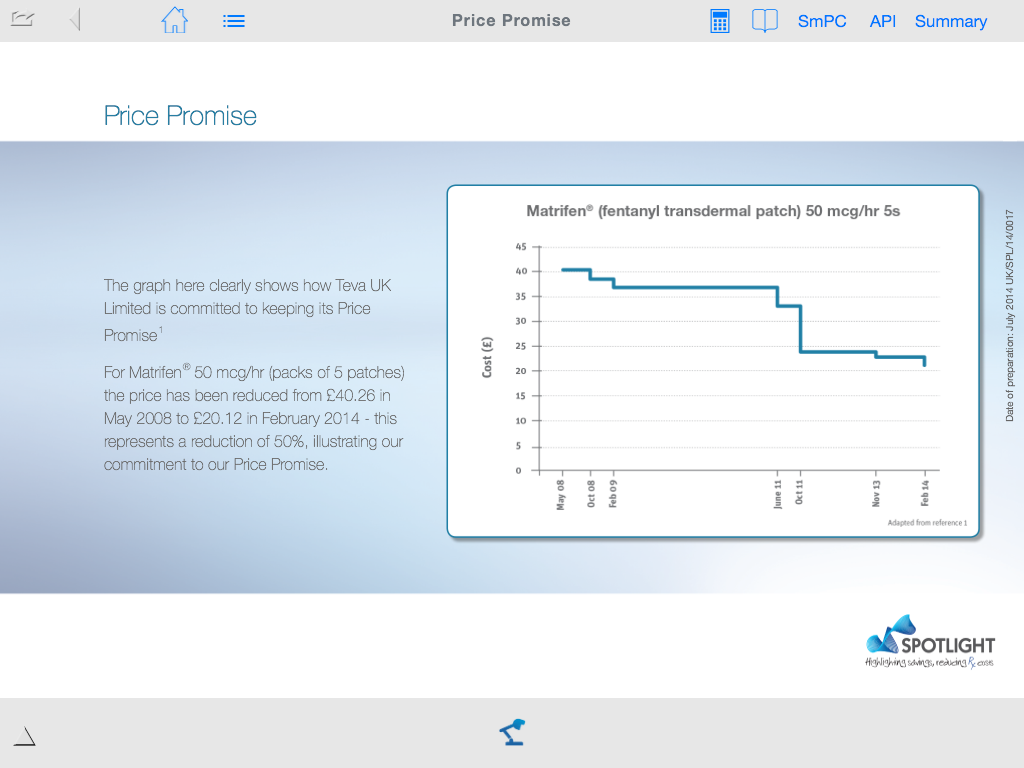 Price Promise
SmPC
API
Summary
Price Promise
The graph here clearly shows how Teva UK
Limited is committed to keeping its Price
Promise¹
For Matrifen® 50 mcg/hr (packs of 5 patches)
the price has been reduced from £40.26 in
May 2008 to £20.12 in February 2014 - this
represents a reduction of 50%, illustrating our
commitment to our Price Promise.
Matrifen® (fentanyl transdermal patch) 50 mcg/hr 5s
Cost (£)
45
40
35
30
25
20
15
10
5
0
May 08
Oct 08
Feb 09
June 11
Oct 11
Nov 13
Feb 14
Adapted from reference 1
Date of preparation: July 2014 UK/SPL/14/0017
SPOTLIGHT
Highlighting savings, reducing Rx costs